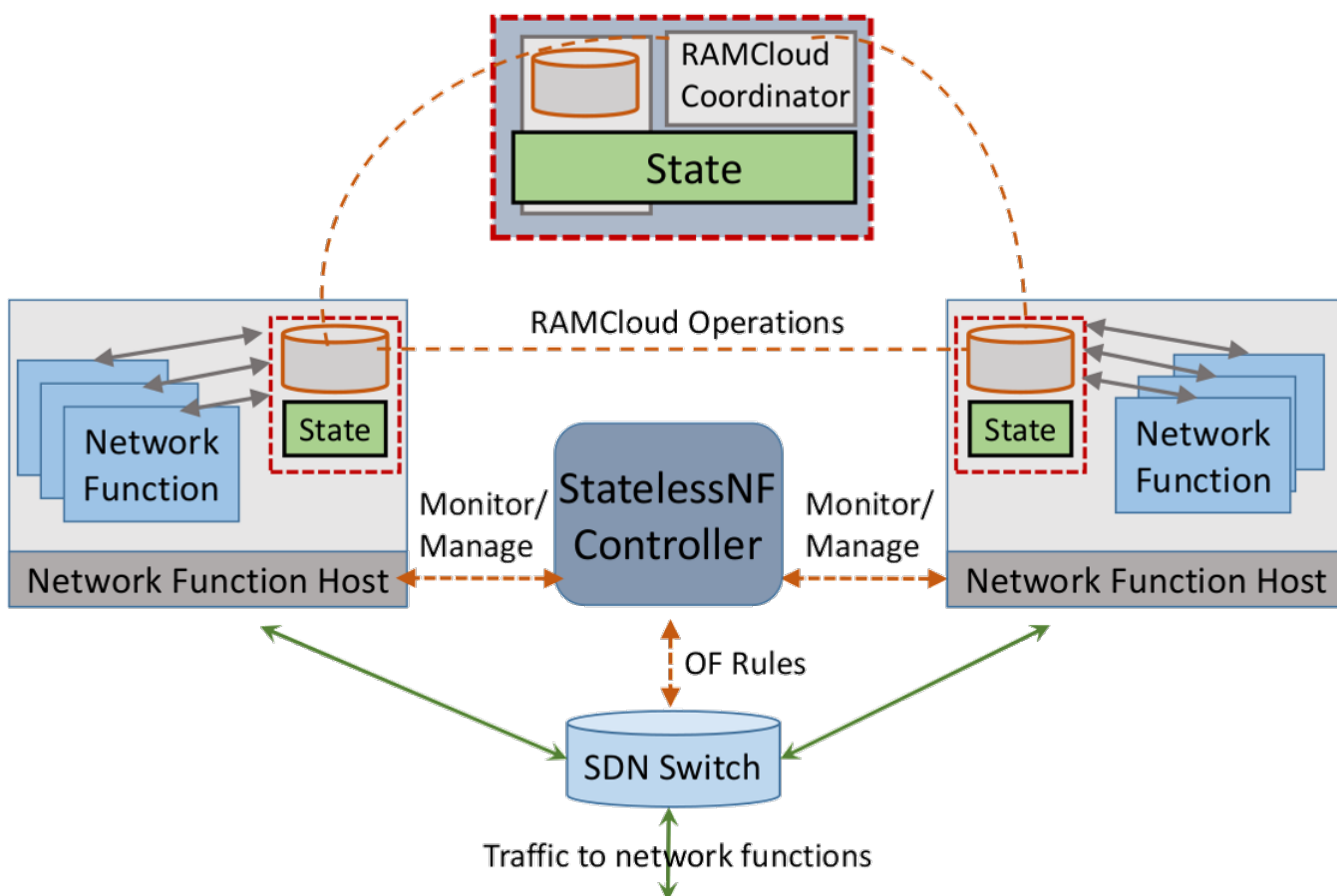 RAMCloud
Coordinator
State
RAMCloud Operations
State
Network
Function
Network Function Host
Monitor/
Manage
StatelessNF
Controller
Monitor/
Manage
State
Network
Function
Network Function Host
OF Rules
SDN Switch
Traffic to network functions